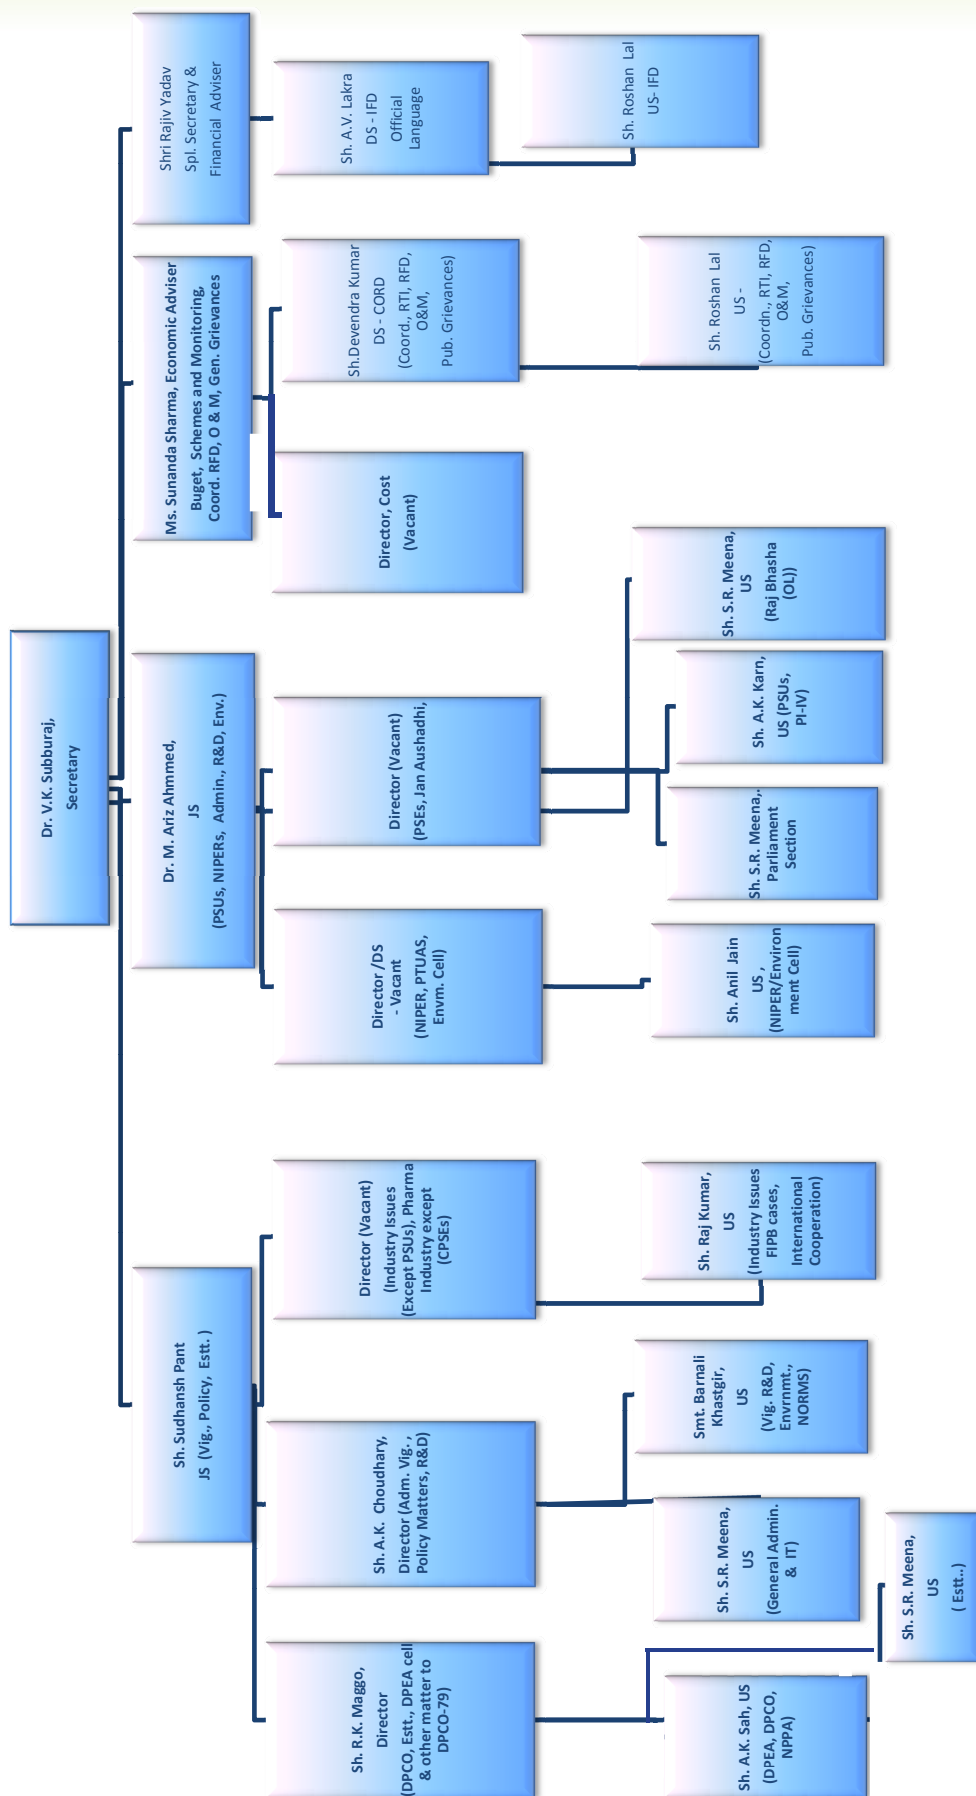 Dr. V.K. Subburaj,
Secretary
Sh. Sudhansh Pant
JS (Vig., Policy, Estt. )
Dr. M. Ariz Ahmmed,
JS
(PSUs, NIPERs, Admin., R&D, Env.)
Ms. Sunanda Sharma, Economic Adviser
Buget, Schemes and Monitoring,
Coord. RFD, O & M, Gen. Grievances
Shri Rajiv Yadav
Spl. Secretary &
Financial Adviser
Sh. R.K. Maggo,
Director
(DPCO, Estt., DPEA cell
& other matter to
DPCO-79)
Sh. A.K. Choudhary,
Director (Adm. Vig. ,
Policy Matters, R&D)
Director (Vacant)
(Industry Issues
(Except PSUs), Pharma
Industry except
(CPSEs)
Director /DS
- Vacant
(NIPER, PTUAS,
Envm. Cell)
Director (Vacant)
(PSEs, Jan Aushadhi,
Director, Cost
(Vacant)
Sh.Devendra Kumar
DS - CORD
(Coord., RTI, RFD,
O&M,
Pub. Grievances)
Sh. A.V. Lakra
DS - IFD
Official
Language
Sh. A.K. Sah, US
(DPEA, DPCO,
NPPA)
Sh. S.R. Meena,
US
( Estt..)
Sh. S.R. Meena,
US
(General Admin.
& IT)
Smt. Barnali
Khastgir,
US
(Vig. R&D,
Envrnmt.,
NORMS)
Sh. Raj Kumar,
US
(Industry Issues
FIPB cases,
International
Cooperation)
Sh. Anil Jain
US ,
(NIPER/Environ
ment Cell)
Sh. S.R. Meena,.
Parliament
Section
Sh. A.K. Karn,
US (PSUs,
PI-IV)
Sh. S.R. Meena,
US
(Raj Bhasha
(OL))
Sh. Roshan Lal
US -
(Coordn., RTI, RFD,
O&M,
Pub. Grievances)
Sh. Roshan Lal
US- IFD